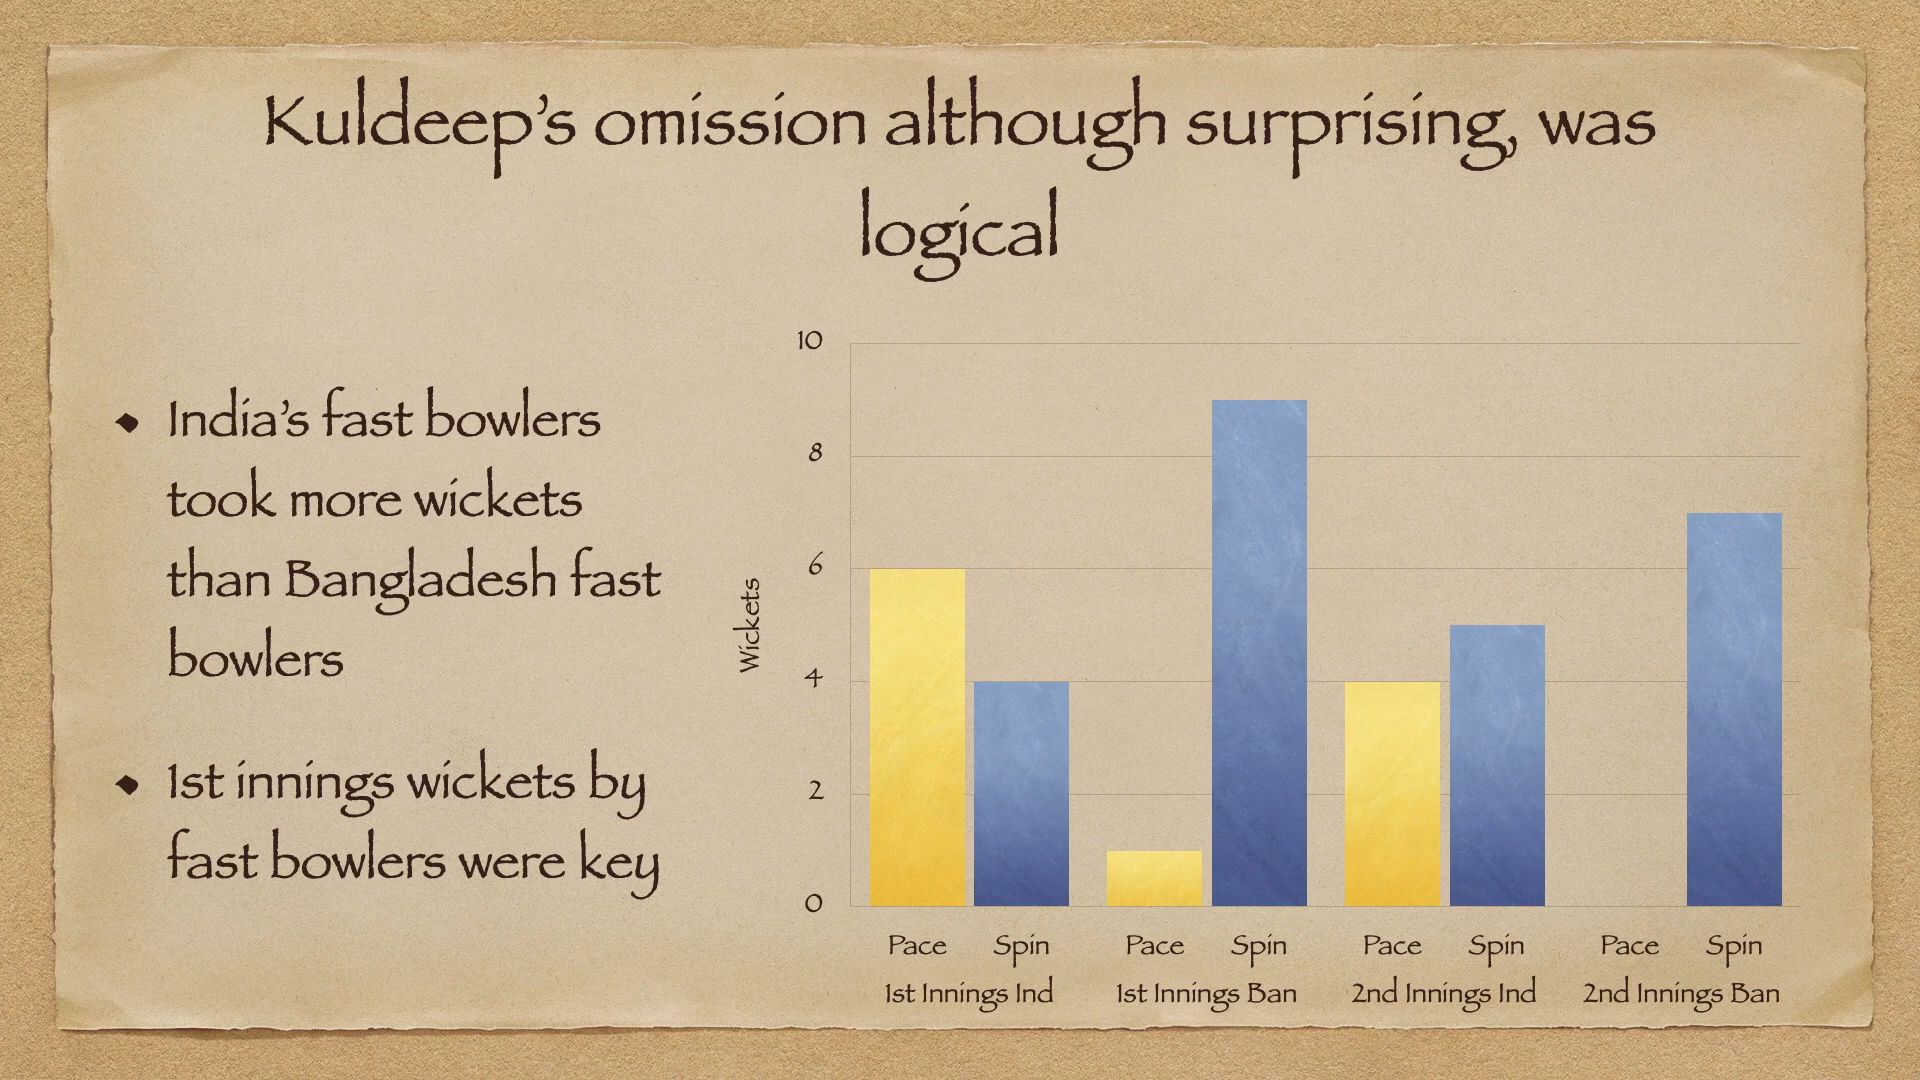 Kuldeep’s omission although surprising, was
logical
• India’s fast bowlers
took more wickets
than Bangladesh fast
bowlers
• 1st innings wickets by
fast bowlers were key
Wickets
10
8
6
4
2
0
Pace Spin Pace Spin Pace Spin Pace Spin
1st Innings Ind 1st Innings Ban 2nd Innings Ind 2nd Innings Ban